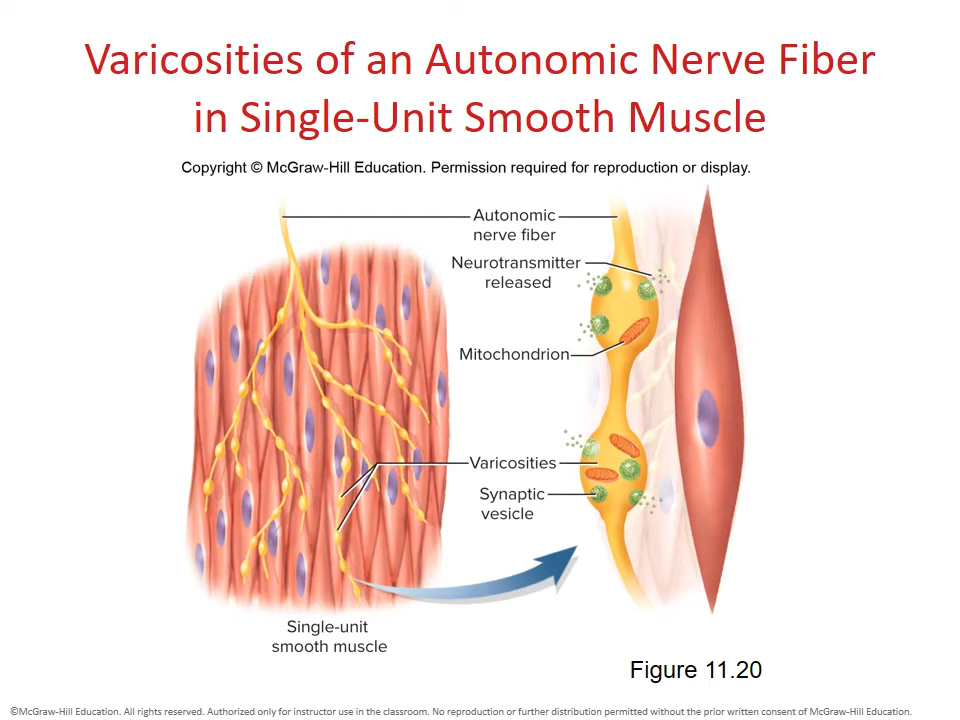 Varicosities of an Autonomic Nerve Fiber
in Single-Unit Smooth Muscle
Copyright © McGraw-Hill Education. Permission required for reproduction or display.
Autonomic
nerve fiber
Neurotransmitter
released
Mitochondrion
Varicosities
Synaptic
vesicle
Single-unit
smooth muscle
Figure 11.20
©McGraw-Hill Education. All rights reserved. Authorized only for instructor use in the classroom. No reproduction or further distribution permitted without the prior written consent of McGraw-Hill Education.